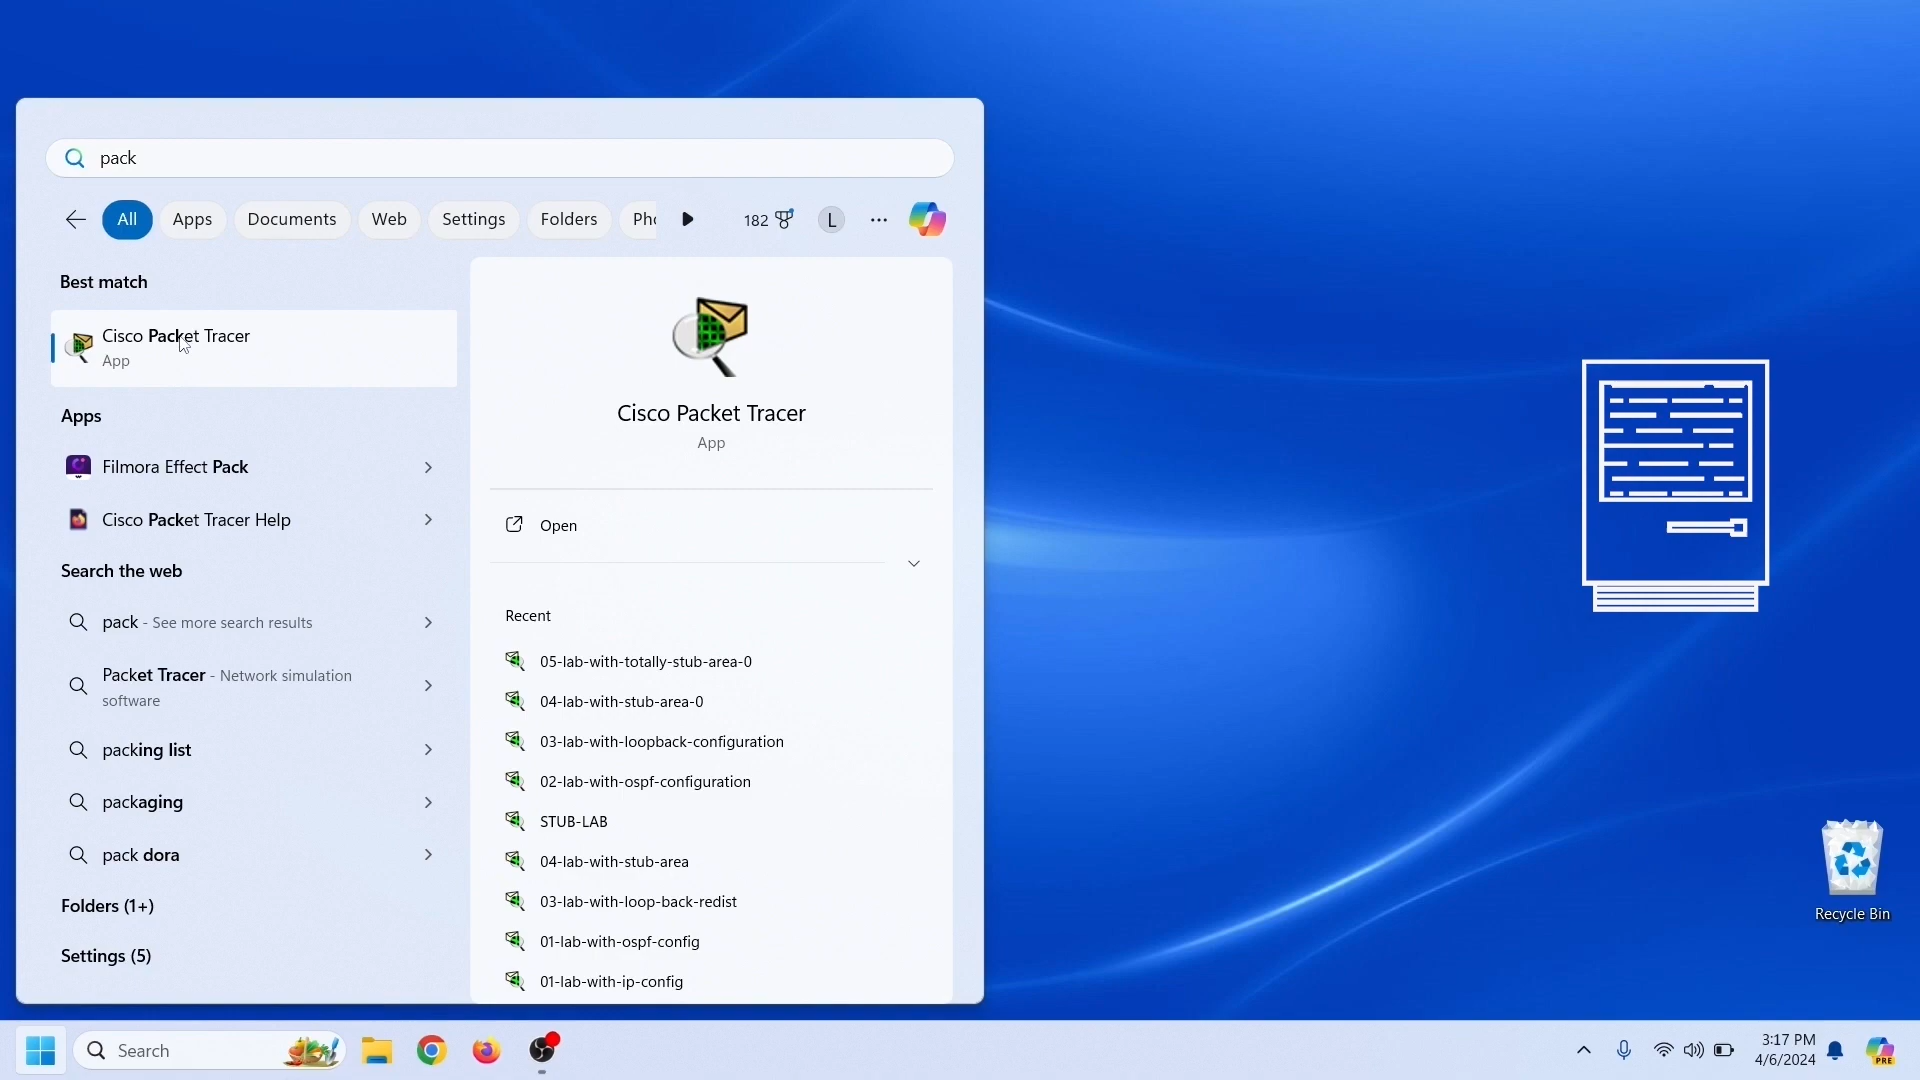 pack
All
Apps
Documents
Web
Settings
Folders
Pho
182
L
Best match
Cisco Packet Tracer
App
Apps
Filmora Effect Pack
Cisco Packet Tracer Help
Search the web
pack - See more search results
Packet Tracer - Network simulation
software
packing list
packaging
pack dora
Folders (1+)
Settings (5)
Cisco Packet Tracer
App
Open
Recent
05-lab-with-totally-stub-area-0
04-lab-with-stub-area-0
03-lab-with-loopback-configuration
02-lab-with-ospf-configuration
STUB-LAB
04-lab-with-stub-area
03-lab-with-loop-back-redist
01-lab-with-ospf-config
01-lab-with-ip-config
Recycle Bin
Search
3:17 PM
4/6/2024
PRE